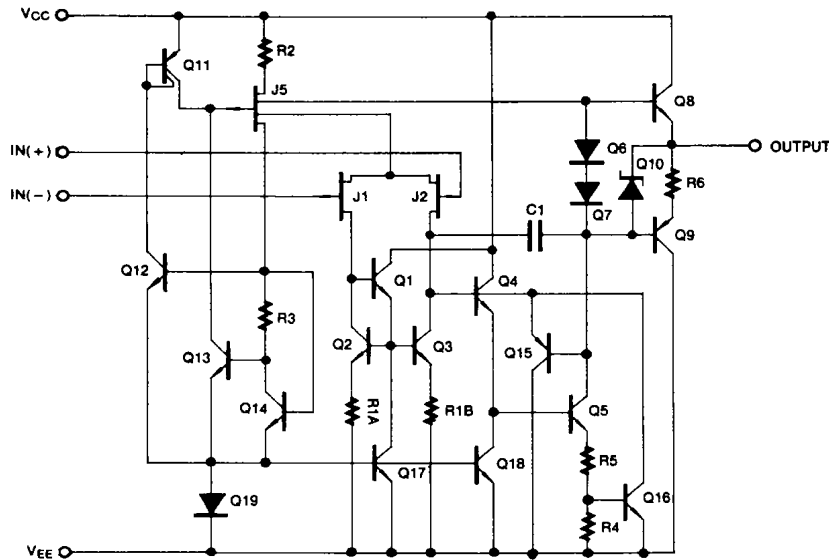 VCC
Q11
R2
J5
Q8
IN(+)
Q6
Q10
OUTPUT
IN(−)
J1
J2
Q7
R6
C1
Q9
Q12
Q1
Q4
R3
Q13
Q2
Q3
Q15
Q14
R1A
R1B
Q5
Q17
Q18
R5
Q16
Q19
R4
VEE